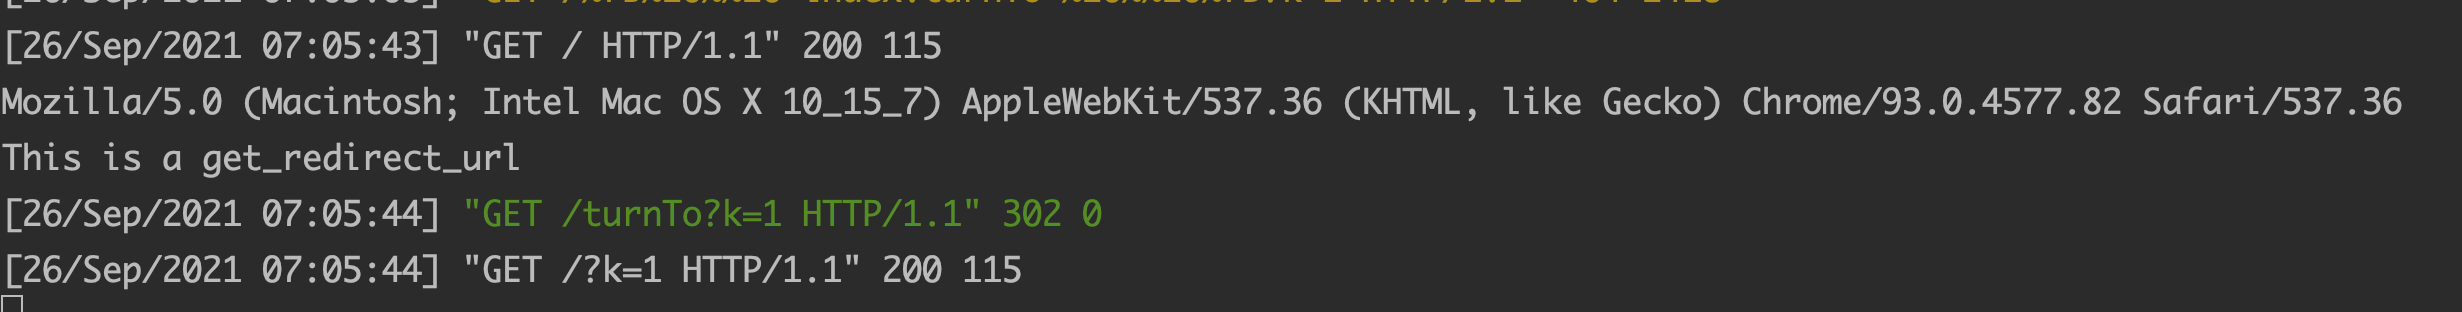 [26/Sep/2021 07:05:43] "GET / HTTP/1.1" 200 115
Mozilla/5.0 (Macintosh; Intel Mac OS X 10_15_7) AppleWebKit/537.36 (KHTML, like Gecko) Chrome/93.0.4577.82 Safari/537.36
This is a get_redirect_url
[26/Sep/2021 07:05:44] "GET /turnTo?k=1 HTTP/1.1" 302 0
[26/Sep/2021 07:05:44] "GET /?k=1 HTTP/1.1" 200 115